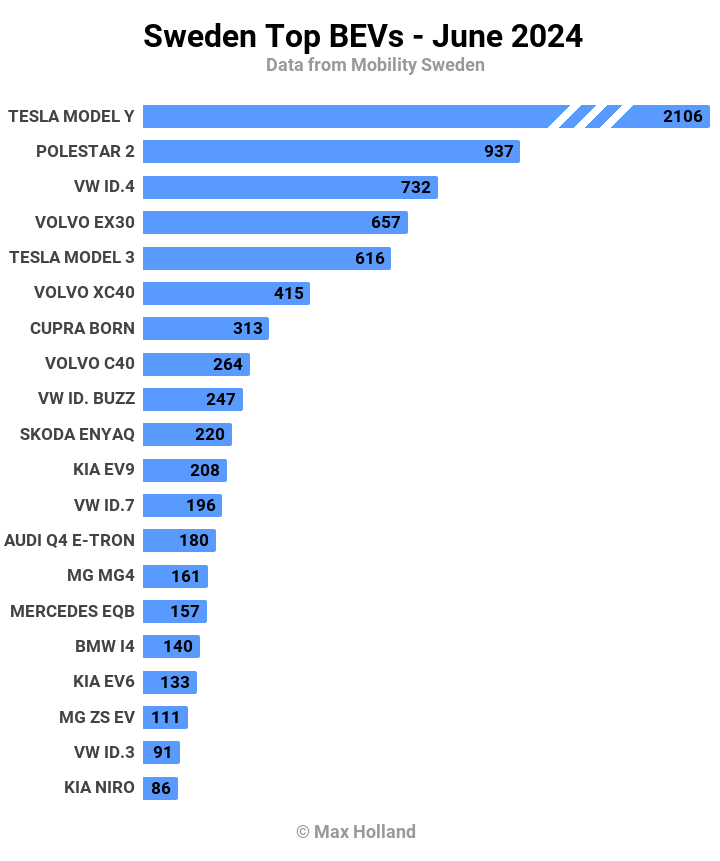 Sweden Top BEVs - June 2024
Data from Mobility Sweden
TESLA MODEL Y 2106
POLESTAR 2 937
VW ID.4 732
VOLVO EX30 657
TESLA MODEL 3 616
VOLVO XC40 415
CUPRA BORN 313
VOLVO C40 264
VW ID. BUZZ 247
SKODA ENYAQ 220
KIA EV9 208
VW ID.7 196
AUDI Q4 E-TRON 180
MG MG4 161
MERCEDES EQB 157
BMW I4 140
KIA EV6 133
MG ZS EV 111
VW ID.3 91
KIA NIRO 86
© Max Holland